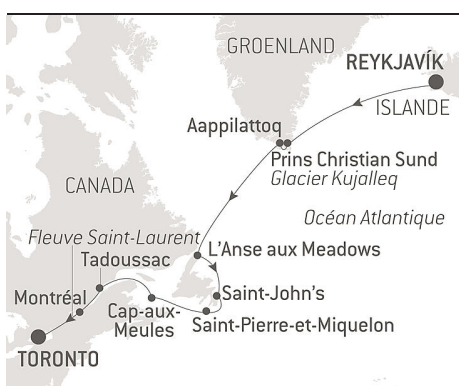 GROENLAND
REYKJAVÍK
ISLANDE
Aappilattoq
Prins Christian Sund
Glacier Kujalleq
CANADA
Océan Atlantique
Fleuve Saint-Laurent
L'Anse aux Meadows
Tadoussac
Montréal
Saint-John's
Cap-aux-
Meules
Saint-Pierre-et-Miquelon
TORONTO